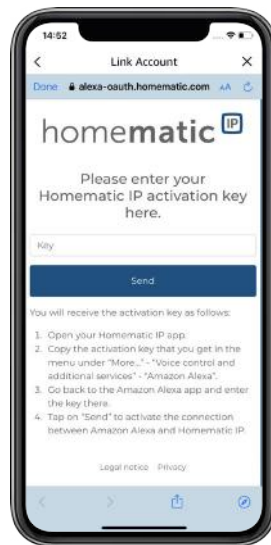 14:52
Link Account
Done alexa-oauth.homematic.com AA
homematic IP
Please enter your
Homematic IP activation key
here.
Key
Send
You will receive the activation key as follows:
1. Open your Homematic IP app.
2. Copy the activation key that you get in the
menu under "More..." - "Voice control and
additional services" - "Amazon Alexa".
3. Go back to the Amazon Alexa app and enter
the key there.
4. Tap on "Send" to activate the connection
between Amazon Alexa and Homematic IP.
Legal notice Privacy